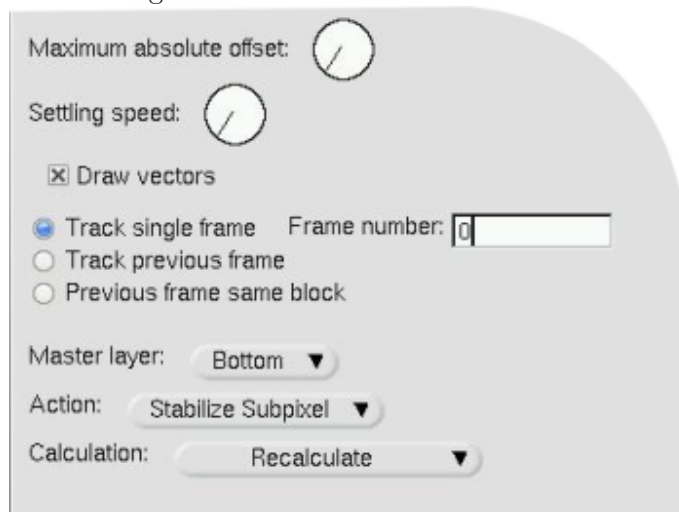 Maximum absolute offset:
Settling speed:
Draw vectors
Track single frame Frame number: 0
Track previous frame
Previous frame same block
Master layer: Bottom
Action: Stabilize Subpixel
Calculation: Recalculate